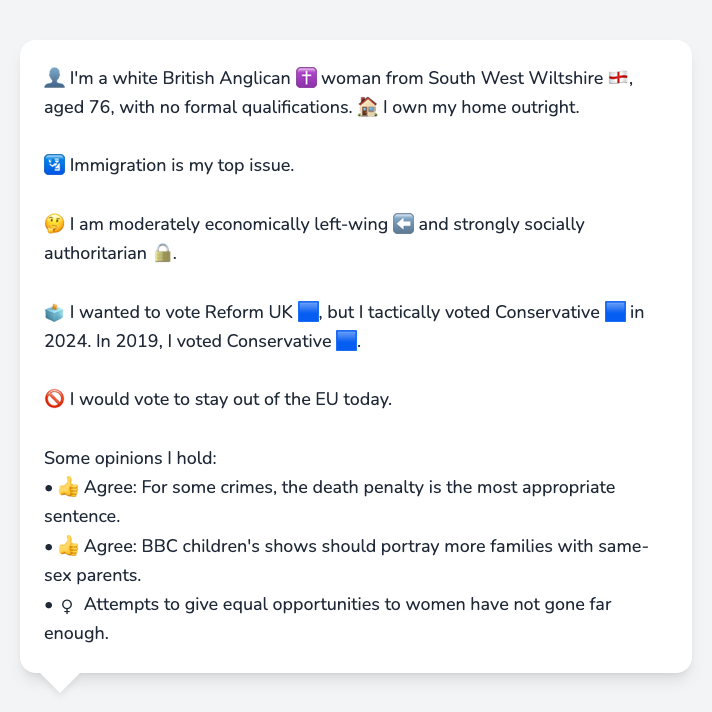 👤 I'm a white British Anglican ✝️ woman from South West Wiltshire 🏴󠁧󠁢󠁥󠁮󠁧󠁿,
aged 76, with no formal qualifications. 🏠 I own my home outright.
🛂 Immigration is my top issue.
🤔 I am moderately economically left-wing ⬅️ and strongly socially
authoritarian 🔒.
🗳️ I wanted to vote Reform UK 🟦, but I tactically voted Conservative 🟦 in
2024. In 2019, I voted Conservative 🟦.
🚫 I would vote to stay out of the EU today.
Some opinions I hold:
• 👍 Agree: For some crimes, the death penalty is the most appropriate
sentence.
• 👍 Agree: BBC children's shows should portray more families with same-
sex parents.
• ♀ Attempts to give equal opportunities to women have not gone far
enough.